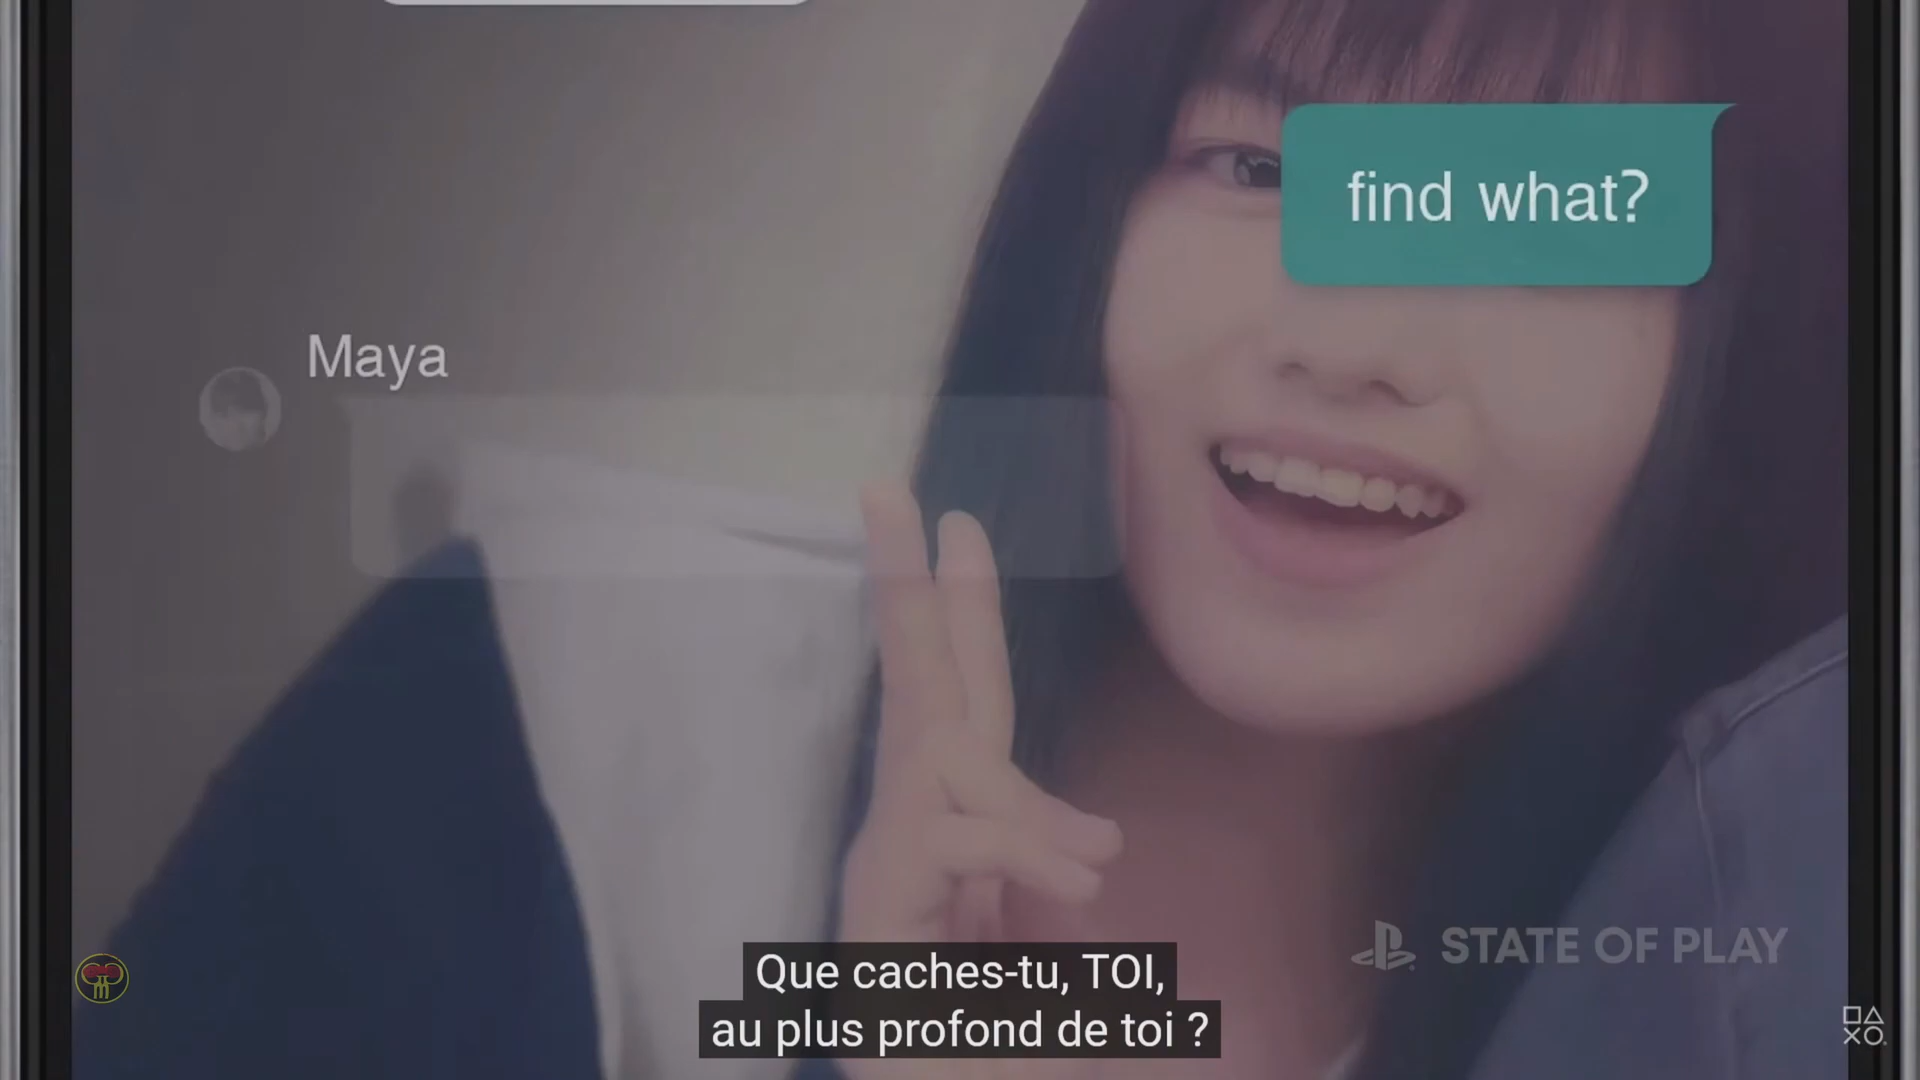 find what?
Maya
STATE OF PLAY
Que caches-tu, TOI,
au plus profond de toi ?